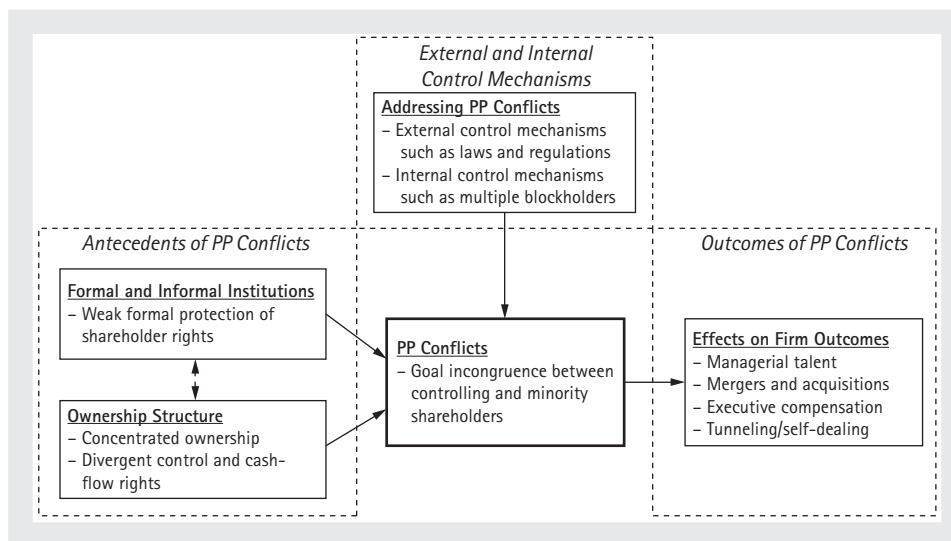 External and Internal
Control Mechanisms
Addressing PP Conflicts
– External control mechanisms
such as laws and regulations
– Internal control mechanisms
such as multiple blockholders
Antecedents of PP Conflicts
Outcomes of PP Conflicts
Formal and Informal Institutions
– Weak formal protection of
shareholder rights
PP Conflicts
– Goal incongruence between
controlling and minority
shareholders
Effects on Firm Outcomes
– Managerial talent
– Mergers and acquisitions
– Executive compensation
– Tunneling/self-dealing
Ownership Structure
– Concentrated ownership
– Divergent control and cash-
flow rights